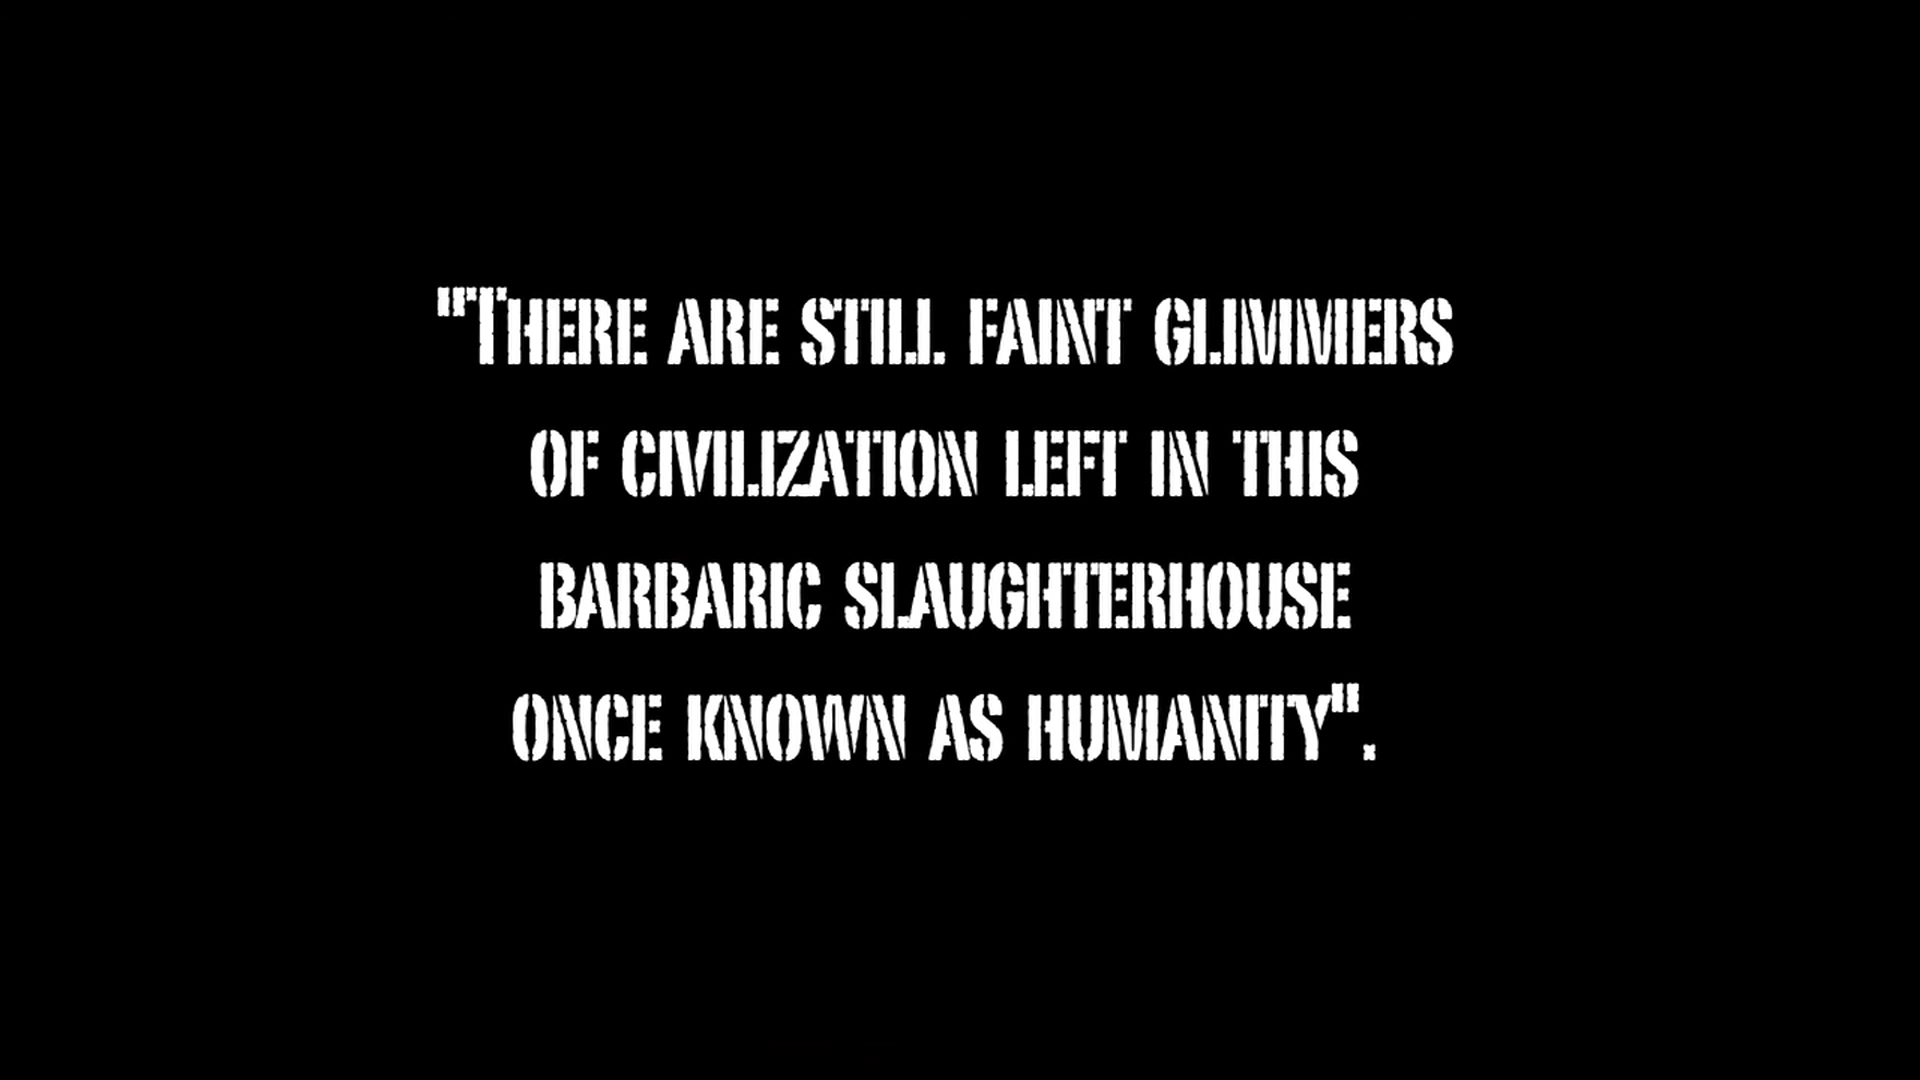 "There are still faint glimmers
of civilization left in this
barbaric slaughterhouse
once known as humanity".